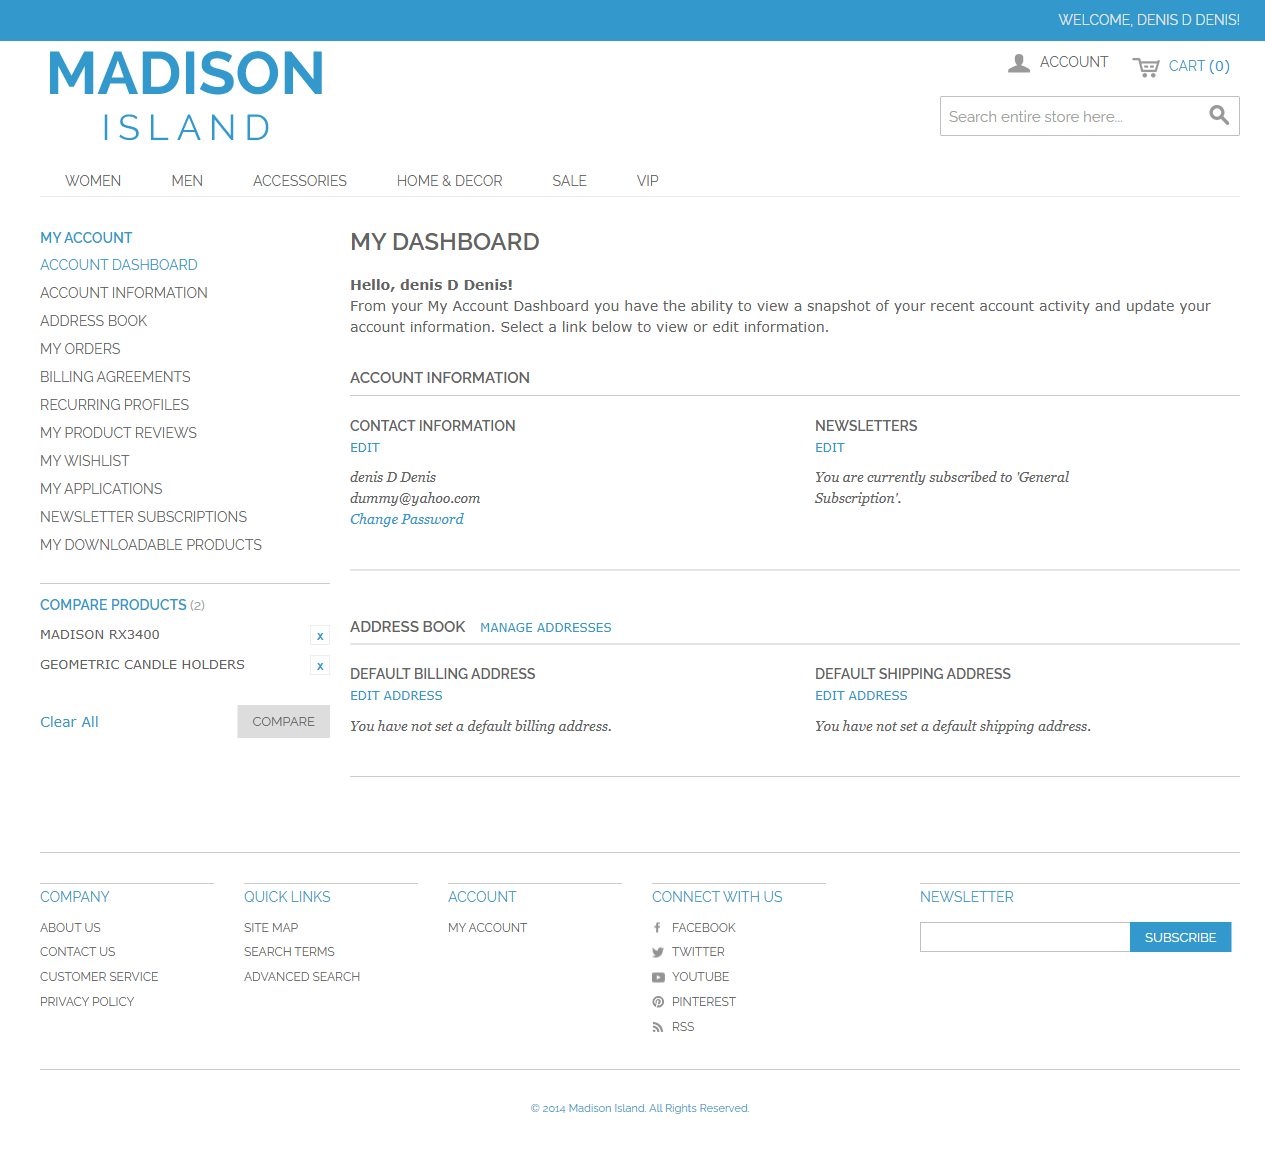 WELCOME, DENIS D DENIS!
MADISON
ISLAND
ACCOUNT
CART (0)
Search entire store here...
WOMEN MEN ACCESSORIES HOME & DECOR SALE VIP
MY ACCOUNT
ACCOUNT DASHBOARD
ACCOUNT INFORMATION
ADDRESS BOOK
MY ORDERS
BILLING AGREEMENTS
RECURRING PROFILES
MY PRODUCT REVIEWS
MY WISHLIST
MY APPLICATIONS
NEWSLETTER SUBSCRIPTIONS
MY DOWNLOADABLE PRODUCTS
COMPARE PRODUCTS (2)
MADISON RX3400 x
GEOMETRIC CANDLE HOLDERS x
Clear All COMPARE
MY DASHBOARD
Hello, denis D Denis!
From your My Account Dashboard you have the ability to view a snapshot of your recent account activity and update your
account information. Select a link below to view or edit information.
ACCOUNT INFORMATION
CONTACT INFORMATION
EDIT
denis D Denis
dummy@yahoo.com
Change Password
NEWSLETTERS
EDIT
You are currently subscribed to 'General
Subscription'.
ADDRESS BOOK MANAGE ADDRESSES
DEFAULT BILLING ADDRESS
EDIT ADDRESS
You have not set a default billing address.
DEFAULT SHIPPING ADDRESS
EDIT ADDRESS
You have not set a default shipping address.
COMPANY
ABOUT US
CONTACT US
CUSTOMER SERVICE
PRIVACY POLICY
QUICK LINKS
SITE MAP
SEARCH TERMS
ADVANCED SEARCH
ACCOUNT
MY ACCOUNT
CONNECT WITH US
FACEBOOK
TWITTER
YOUTUBE
PINTEREST
RSS
NEWSLETTER
SUBSCRIBE
© 2014 Madison Island. All Rights Reserved.